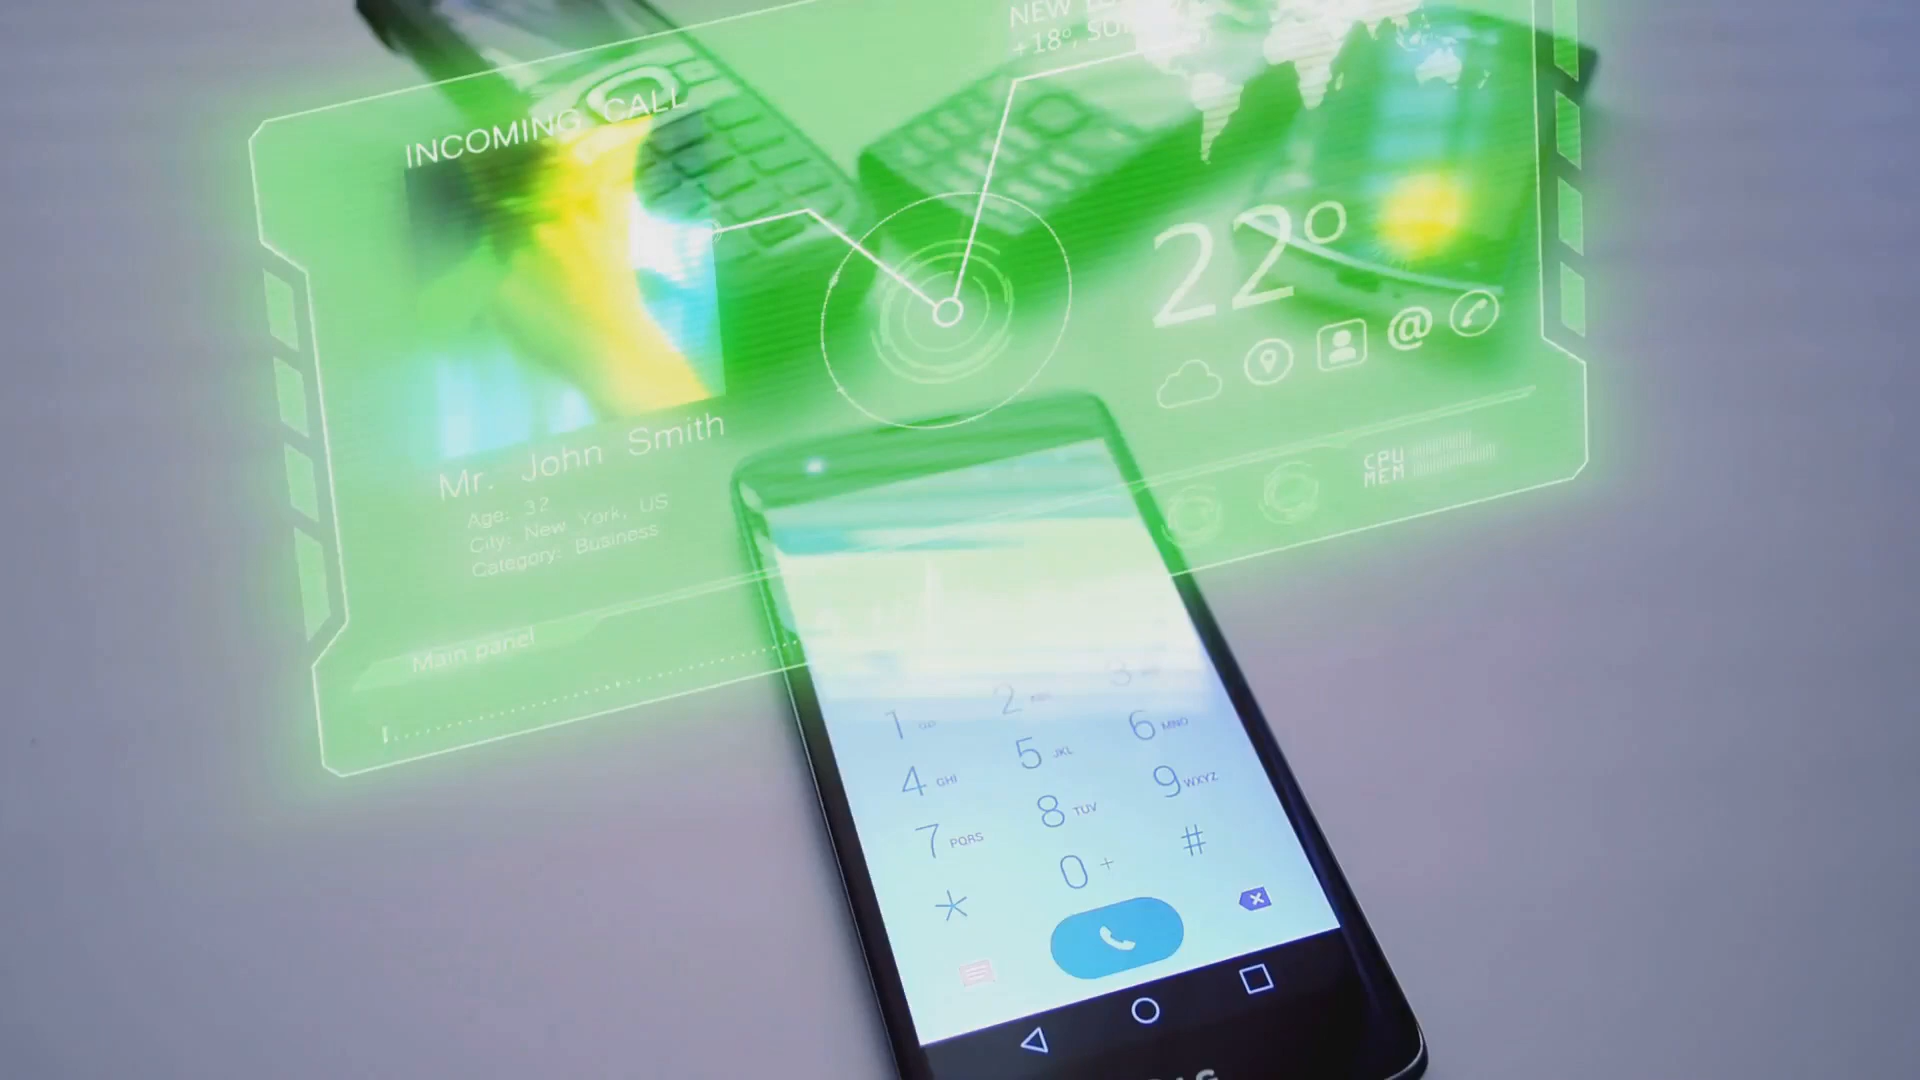 INCOMING CALL
NEW
+18°,
22°
@
Mr. John Smith
Age: 32
City: New York, US
Category: Business
CPU
MEM
Main panel
1
2
3
4 GHI
5 JKL
6 MNO
7 PQRS
8 TUV
9 WXYZ
*
0 +
#